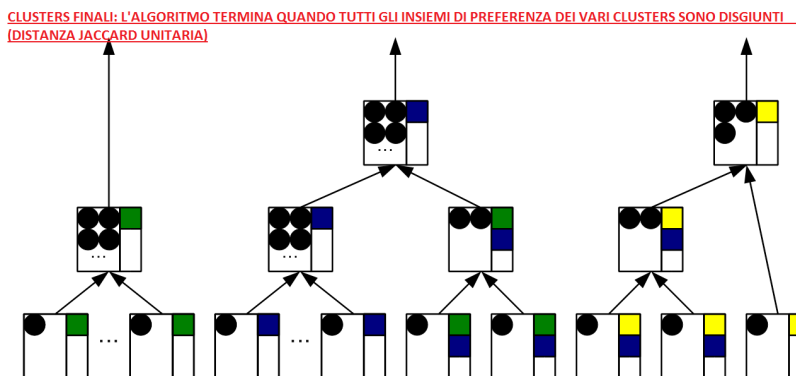 CLUSTERS FINALI: L'ALGORITMO TERMINA QUANDO TUTTI GLI INSIEMI DI PREFERENZA DEI VARI CLUSTERS SONO DISGIUNTI
(DISTANZA JACCARD UNITARIA)
...
...
...
... ...